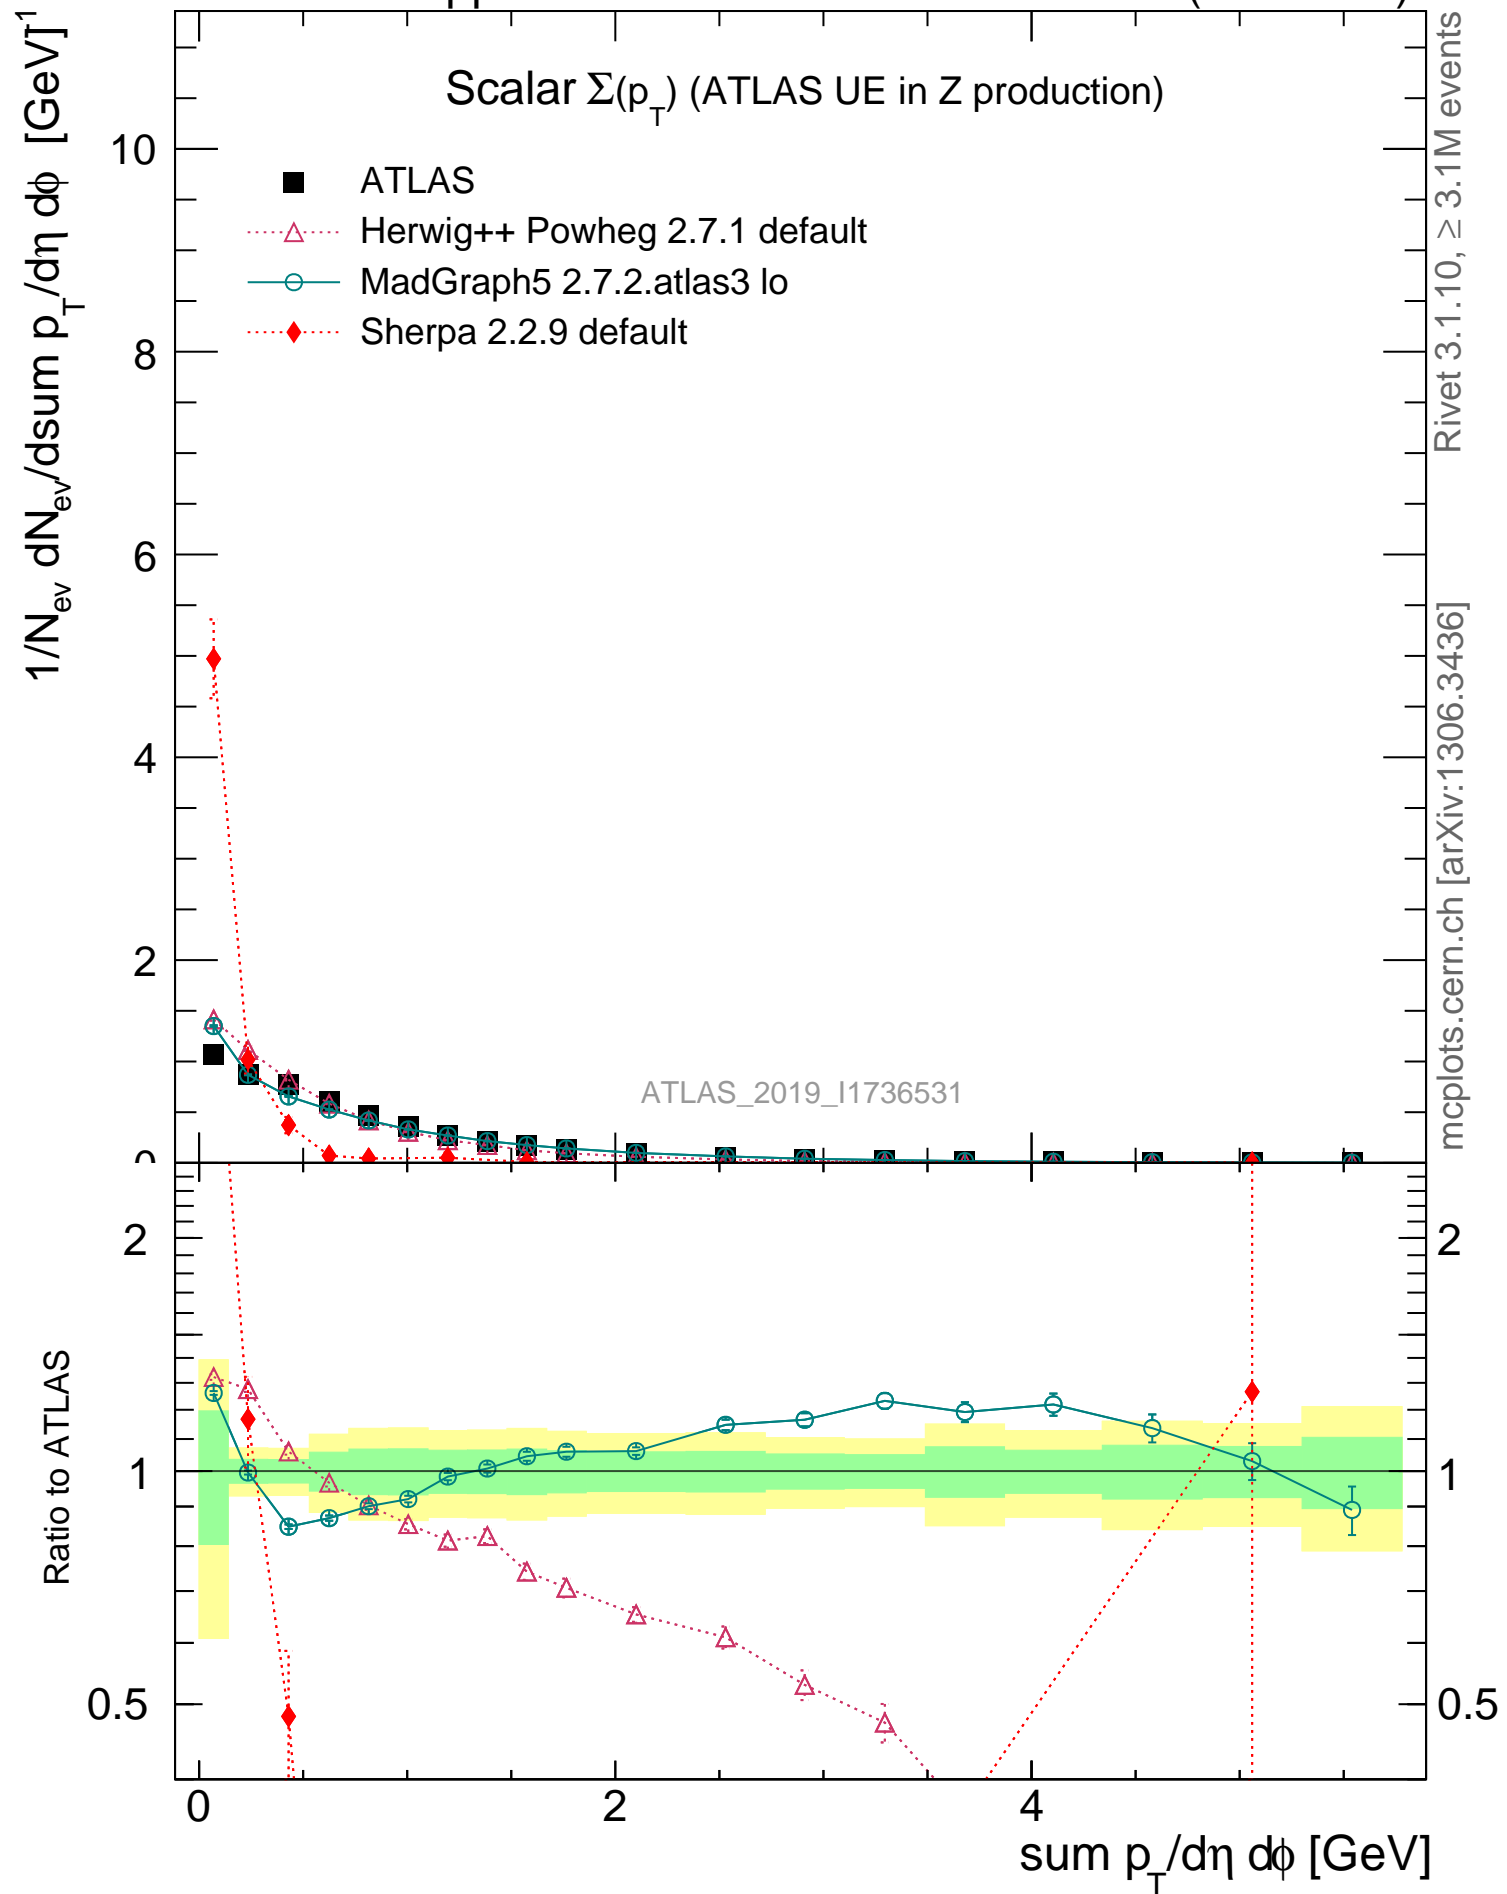 pp
Scalar Σ(p_T) (ATLAS UE in Z production)
ATLAS
Herwig++ Powheg 2.7.1 default
MadGraph5 2.7.2.atlas3 lo
Sherpa 2.2.9 default
1/N_ev dN_ev/dsum p_T/dη dϕ [GeV]^-1
10
8
6
4
2
0
ATLAS_2019_I1736531
Rivet 3.1.10, ≥ 3.1M events
mcplots.cern.ch [arXiv:1306.3436]
Ratio to ATLAS
2
1
0.5
2
1
0.5
0
2
4
sum p_T/dη dϕ [GeV]